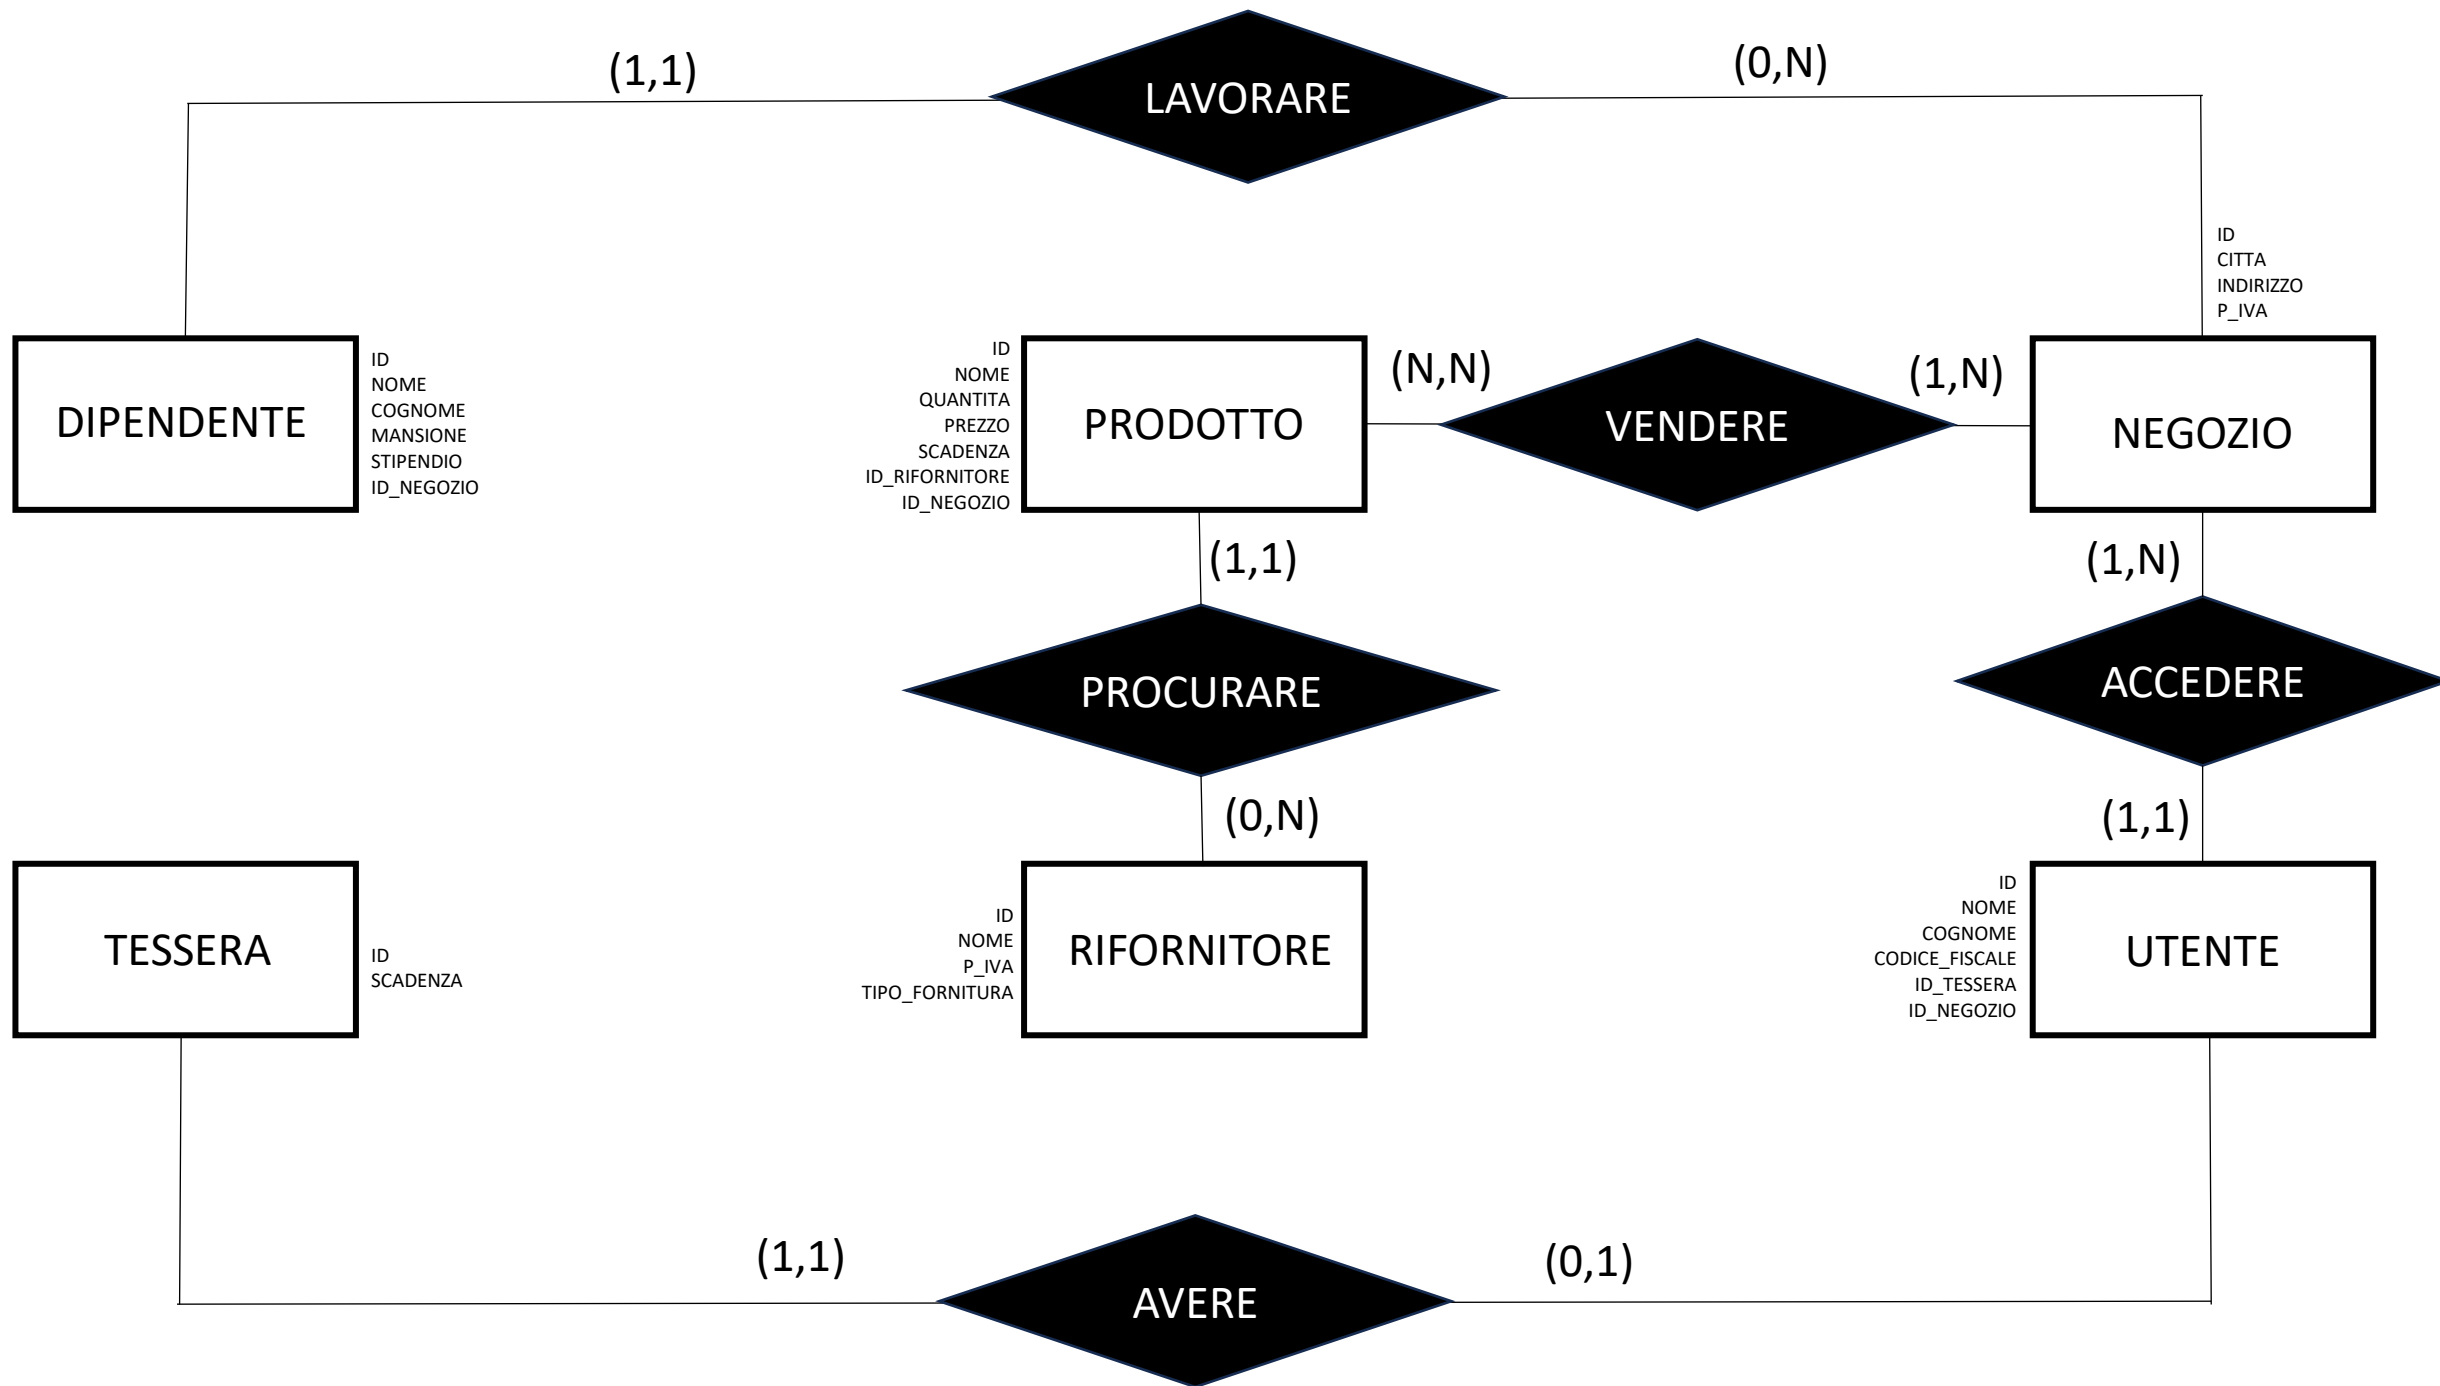 (1,1)
LAVORARE
(0,N)
ID
CITTA
INDIRIZZO
P_IVA
DIPENDENTE
ID
NOME
COGNOME
MANSIONE
STIPENDIO
ID_NEGOZIO
ID
NOME
QUANTITA
PREZZO
SCADENZA
ID_RIFORNITORE
ID_NEGOZIO
PRODOTTO
(N,N)
VENDERE
(1,N)
NEGOZIO
(1,1)
(1,N)
PROCURARE
ACCEDERE
(0,N)
(1,1)
TESSERA
ID
SCADENZA
ID
NOME
P_IVA
TIPO_FORNITURA
RIFORNITORE
ID
NOME
COGNOME
CODICE_FISCALE
ID_TESSERA
ID_NEGOZIO
UTENTE
(1,1)
AVERE
(0,1)